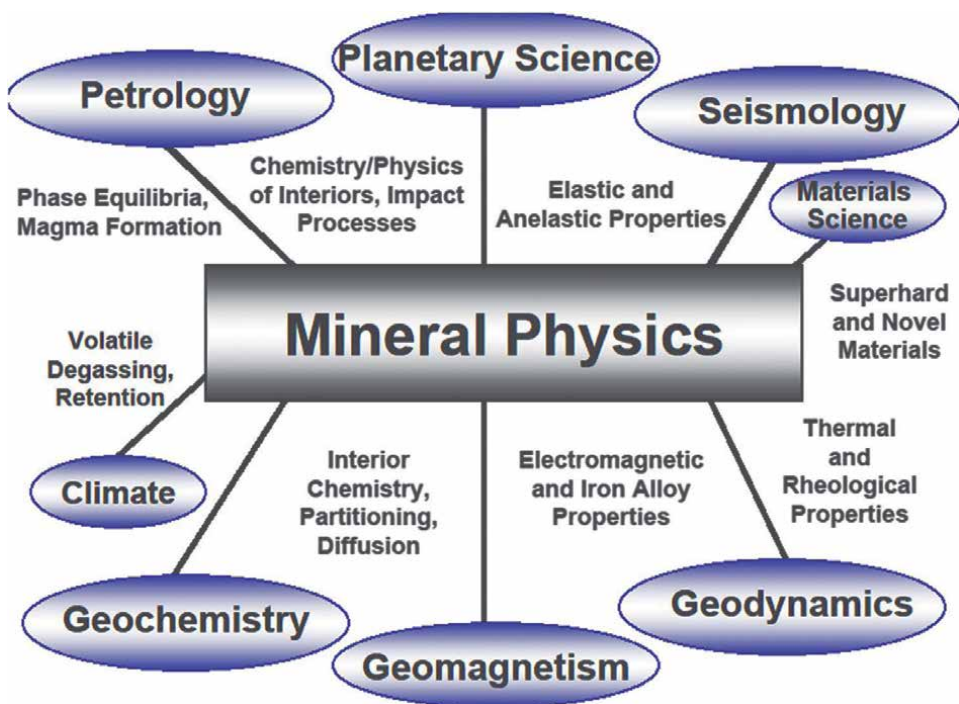 Planetary Science
Petrology
Seismology
Chemistry/Physics
of Interiors, Impact
Processes
Phase Equilibria,
Magma Formation
Elastic and
Anelastic Properties
Materials
Science
Mineral Physics
Superhard
and Novel
Materials
Volatile
Degassing,
Retention
Climate
Interior
Chemistry,
Partitioning,
Diffusion
Electromagnetic
and Iron Alloy
Properties
Thermal
and
Rheological
Properties
Geochemistry
Geomagnetism
Geodynamics